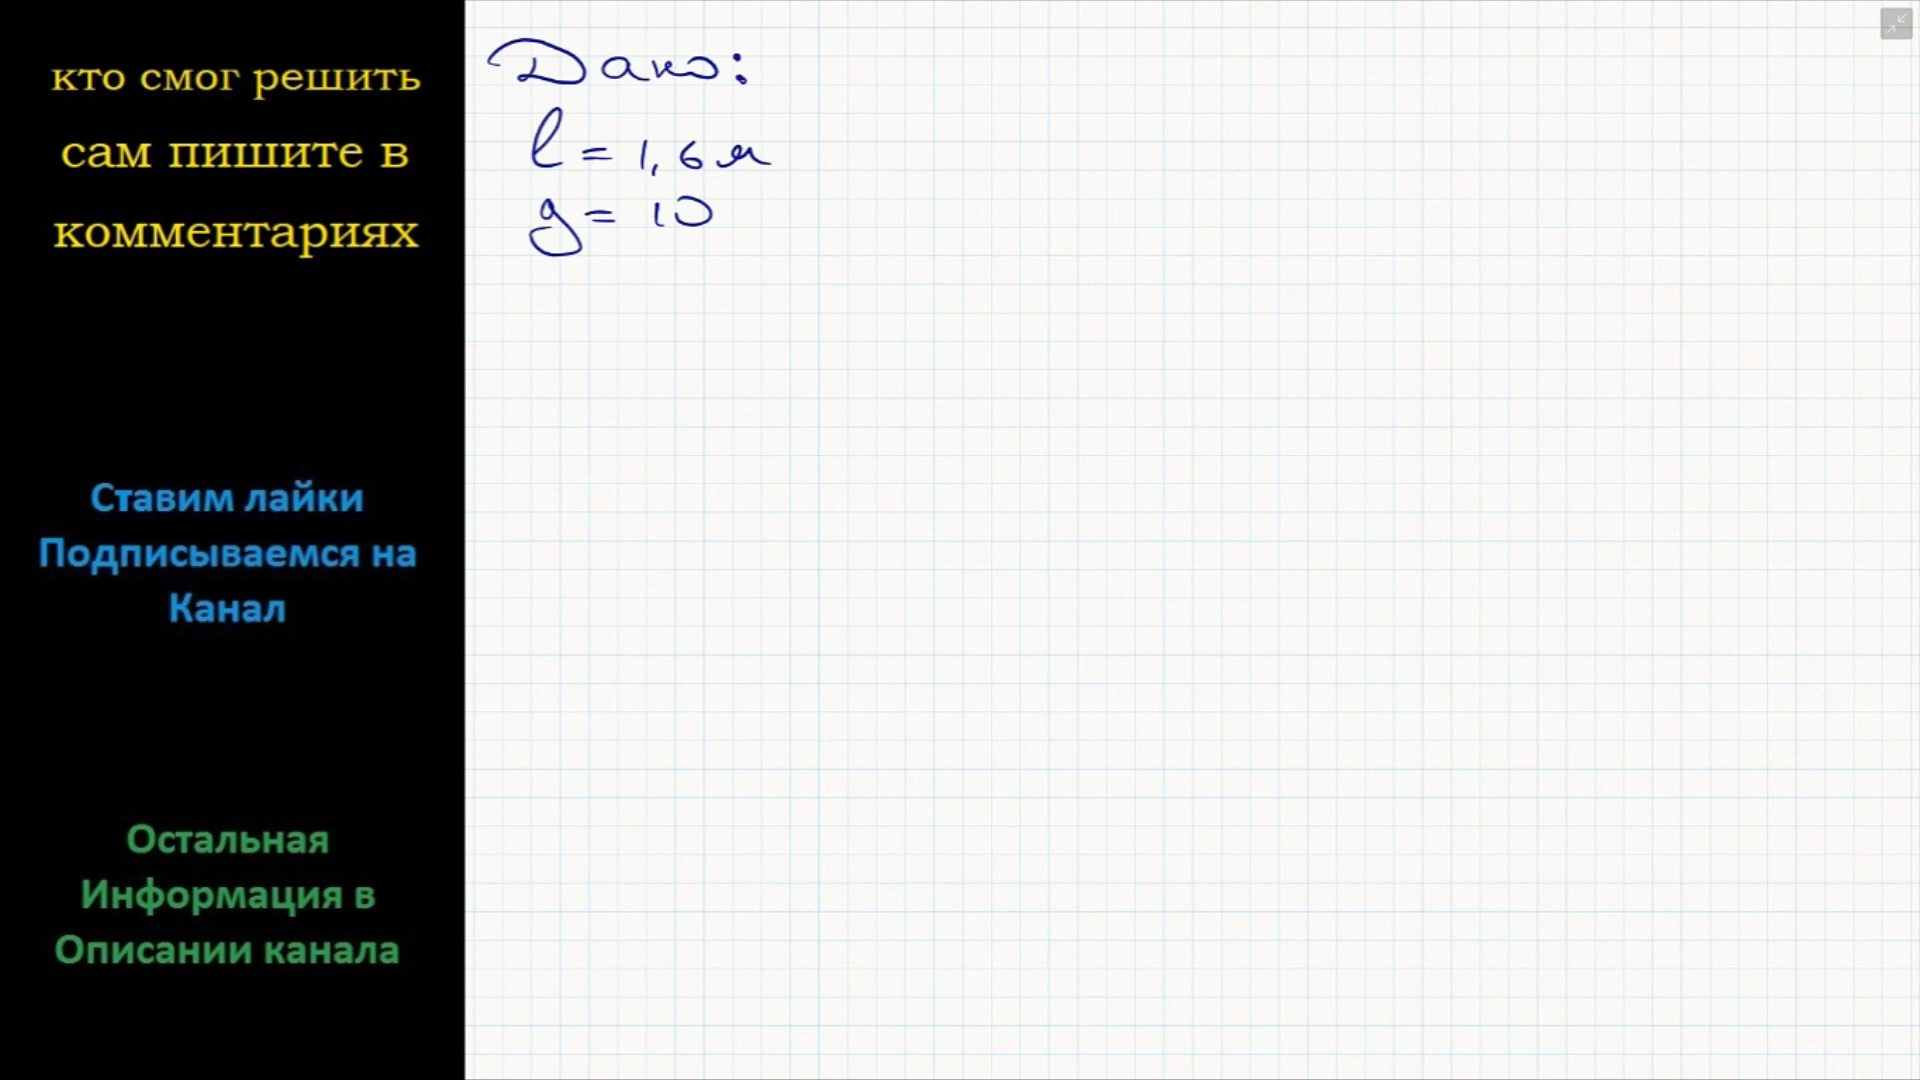 кто смог решить
сам пишите в
комментариях
Ставим лайки
Подписываемся на
Канал
Остальная
Информация в
Описании канала
Дано:
l = 1,6 м
g = 10